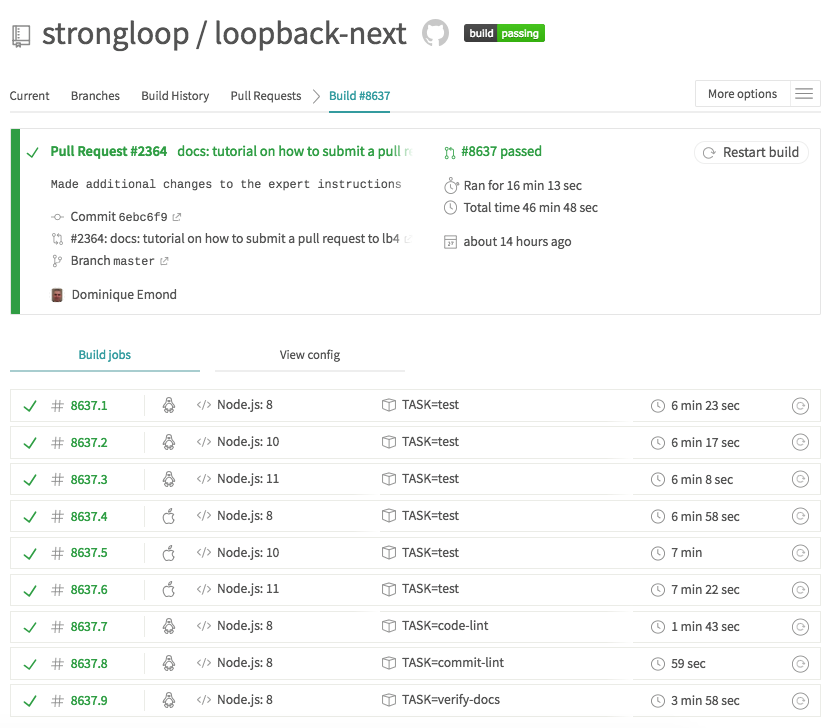 strongloop / loopback-next
build passing
Current Branches Build History Pull Requests Build #8637 More options
Pull Request #2364 docs: tutorial on how to submit a pull
Made additional changes to the expert instructions
Commit 6ebc6f9
#2364: docs: tutorial on how to submit a pull request to lb4
Branch master
Dominique Emond
#8637 passed
Ran for 16 min 13 sec
Total time 46 min 48 sec
27
about 14 hours ago
Restart build
Build jobs View config
# 8637.1 </> Node.js: 8 TASK=test 6 min 23 sec
# 8637.2 </> Node.js: 10 TASK=test 6 min 17 sec
# 8637.3 </> Node.js: 11 TASK=test 6 min 8 sec
# 8637.4 </> Node.js: 8 TASK=test 6 min 58 sec
# 8637.5 </> Node.js: 10 TASK=test 7 min
# 8637.6 </> Node.js: 11 TASK=test 7 min 22 sec
# 8637.7 </> Node.js: 8 TASK=code-lint 1 min 43 sec
# 8637.8 </> Node.js: 8 TASK=commit-lint 59 sec
# 8637.9 </> Node.js: 8 TASK=verify-docs 3 min 58 sec